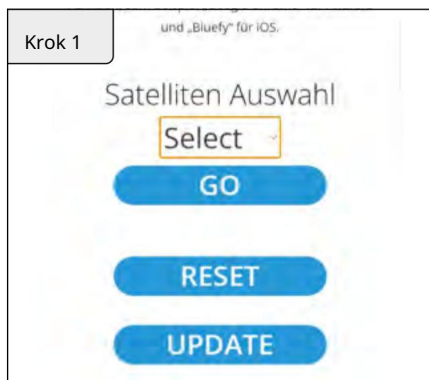 Krok 1
und „Bluefy“ für iOS.
Satelliten Auswahl
Select
GO
RESET
UPDATE